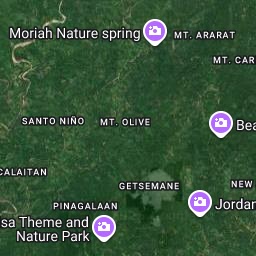 Moriah Nature spring
MT. ARARAT
MT. CAR
SANTO NIÑO
MT. OLIVE
Bea
CALAITAN
GETSEMANE
NEW
PINAGALAAN
Jordan
sa Theme and
Nature Park